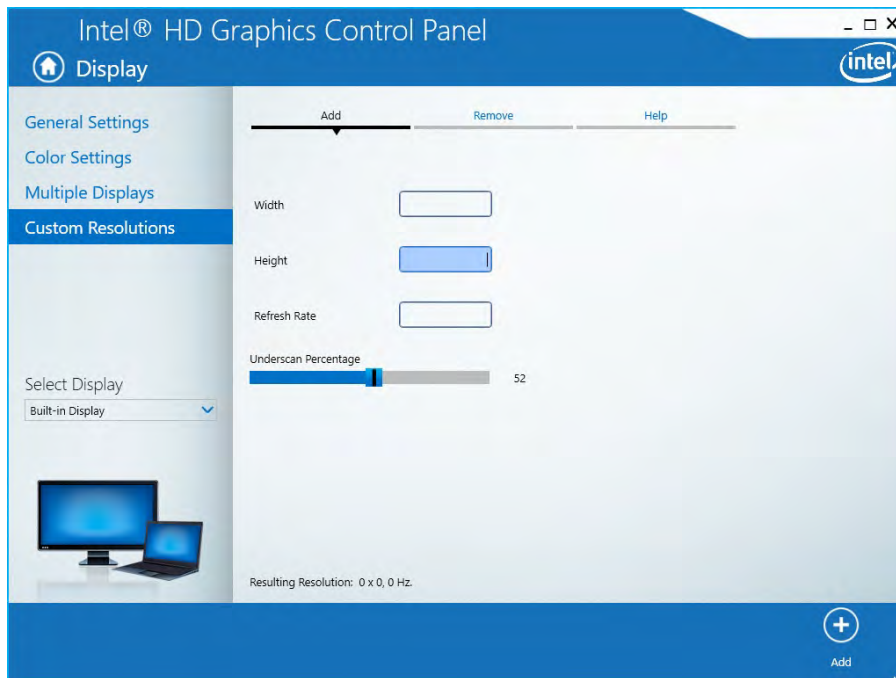 Intel® HD Graphics Control Panel
Display
intel
General Settings
Color Settings
Multiple Displays
Custom Resolutions
Select Display
Built-in Display
Add Remove Help
Width
Height
Refresh Rate
Underscan Percentage
52
Resulting Resolution: 0 x 0, 0 Hz.
Add